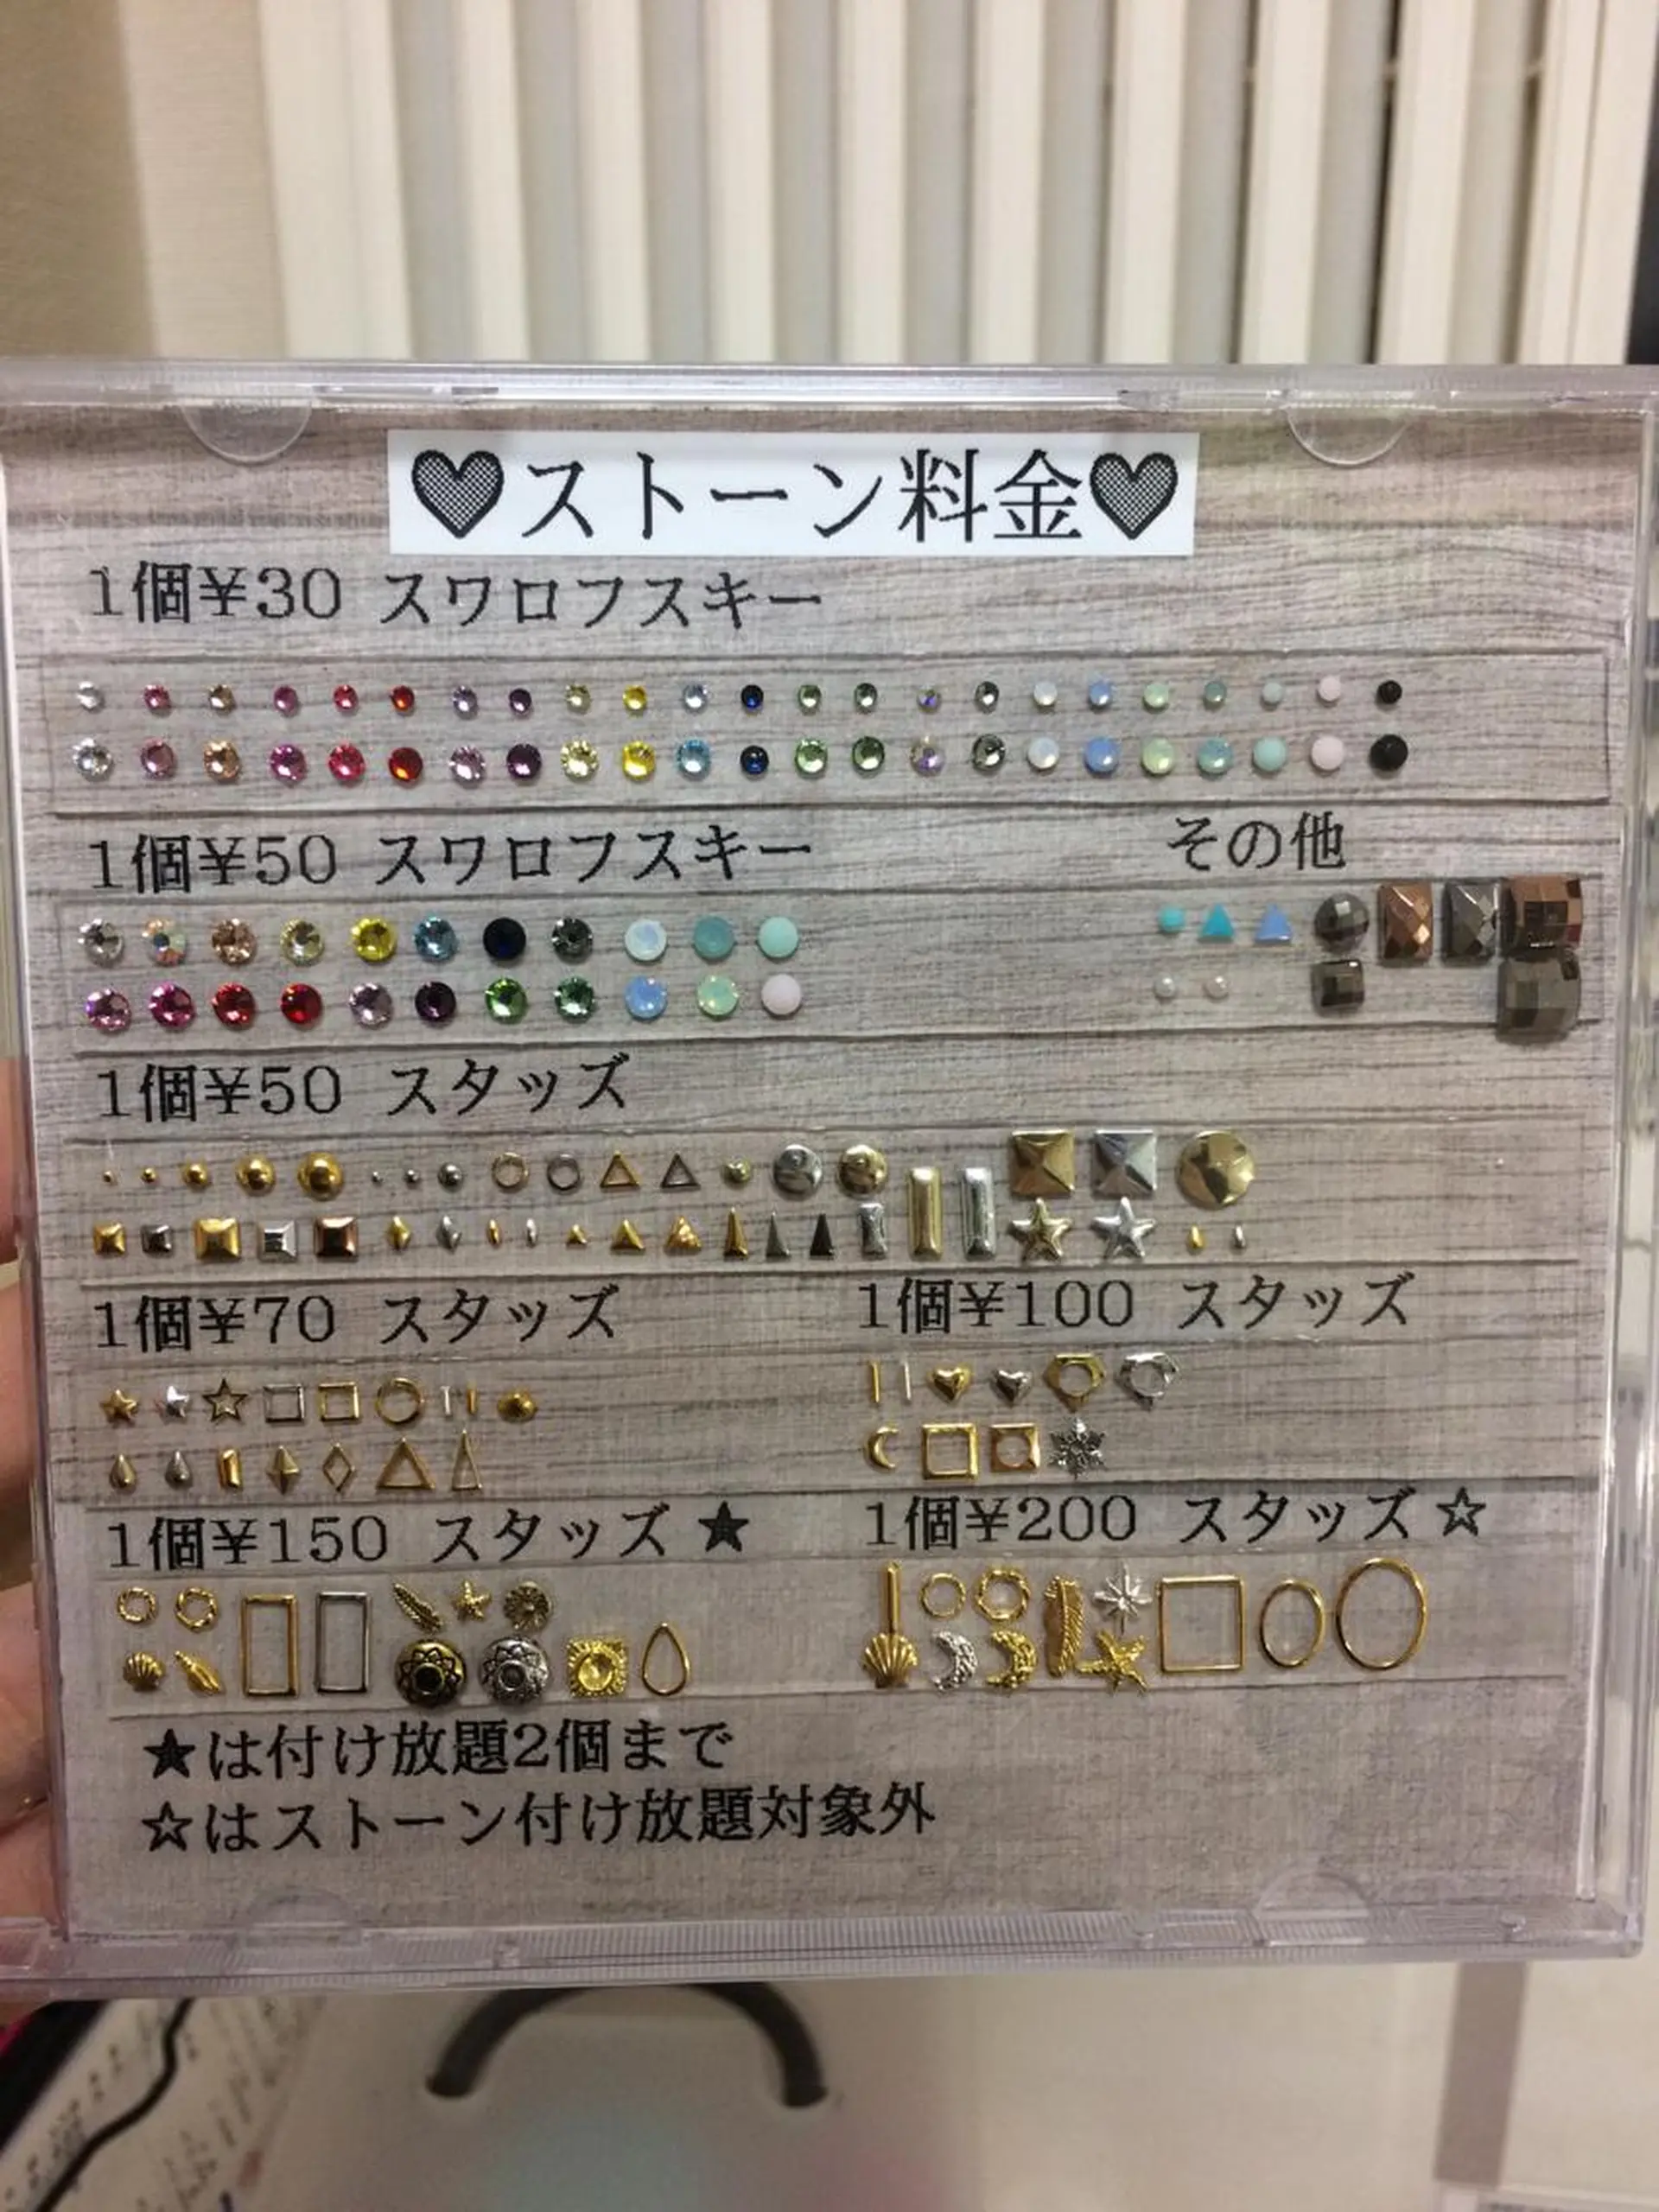 ♥ストーン料金♥
1個¥30 スワロフスキー
1個¥50 スワロフスキー
その他
1個¥50 スタッズ
1個¥70 スタッズ
1個¥100 スタッズ
1個¥150 スタッズ★
1個¥200 スタッズ☆
★は付け放題2個まで
☆はストーン付け放題対象外